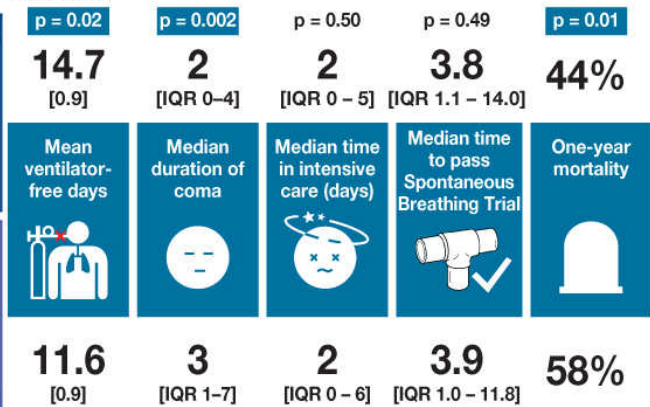 p = 0.02 p = 0.002 p = 0.50 p = 0.49 p = 0.01
14.7 2 2 3.8 44%
[0.9] [IQR 0–4] [IQR 0 – 5] [IQR 1.1 – 14.0]
Mean
ventilator-
free days
Median
duration of
coma
Median time
in intensive
care (days)
Median time
to pass
Spontaneous
Breathing Trial
One-year
mortality
11.6 3 2 3.9 58%
[0.9] [IQR 1–7] [IQR 0 – 6] [IQR 1.0 – 11.8]